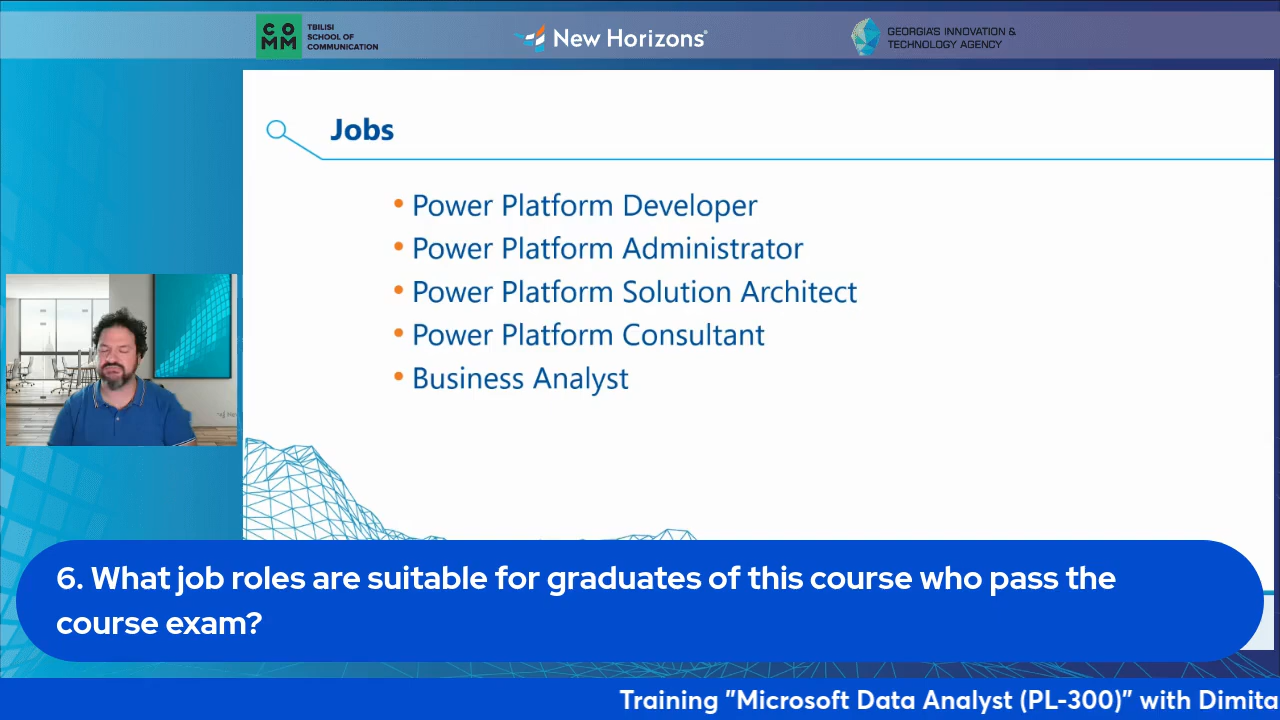 CO
MM
TBILISI
SCHOOL OF
COMMUNICATION
New Horizons®
GEORGIA'S INNOVATION &
TECHNOLOGY AGENCY
Jobs
• Power Platform Developer
• Power Platform Administrator
• Power Platform Solution Architect
• Power Platform Consultant
• Business Analyst
6. What job roles are suitable for graduates of this course who pass the
course exam?
Training "Microsoft Data Analyst (PL-300)" with Dimita